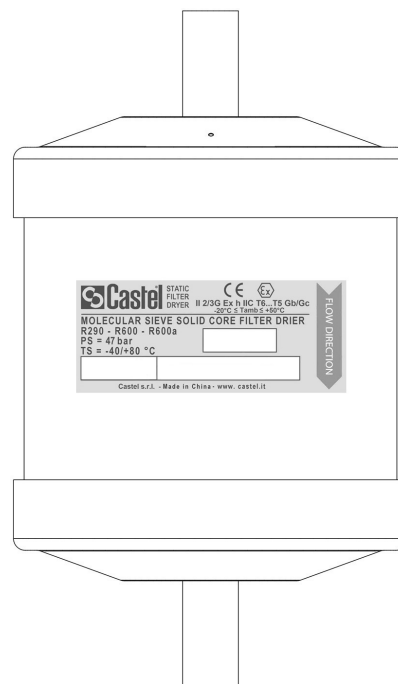 Castel
STATIC
FILTER
DRYER
CE Ex
II 2/3G Ex h IIC T6...T5 Gb/Gc
-20°C ≤ Tamb ≤ +50°C
MOLECULAR SIEVE SOLID CORE FILTER DRIER
R290 - R600 - R600a
PS = 47 bar
TS = -40/+80 °C
Castel s.r.l. - Made in China - www. castel.it
FLOW DIRECTION